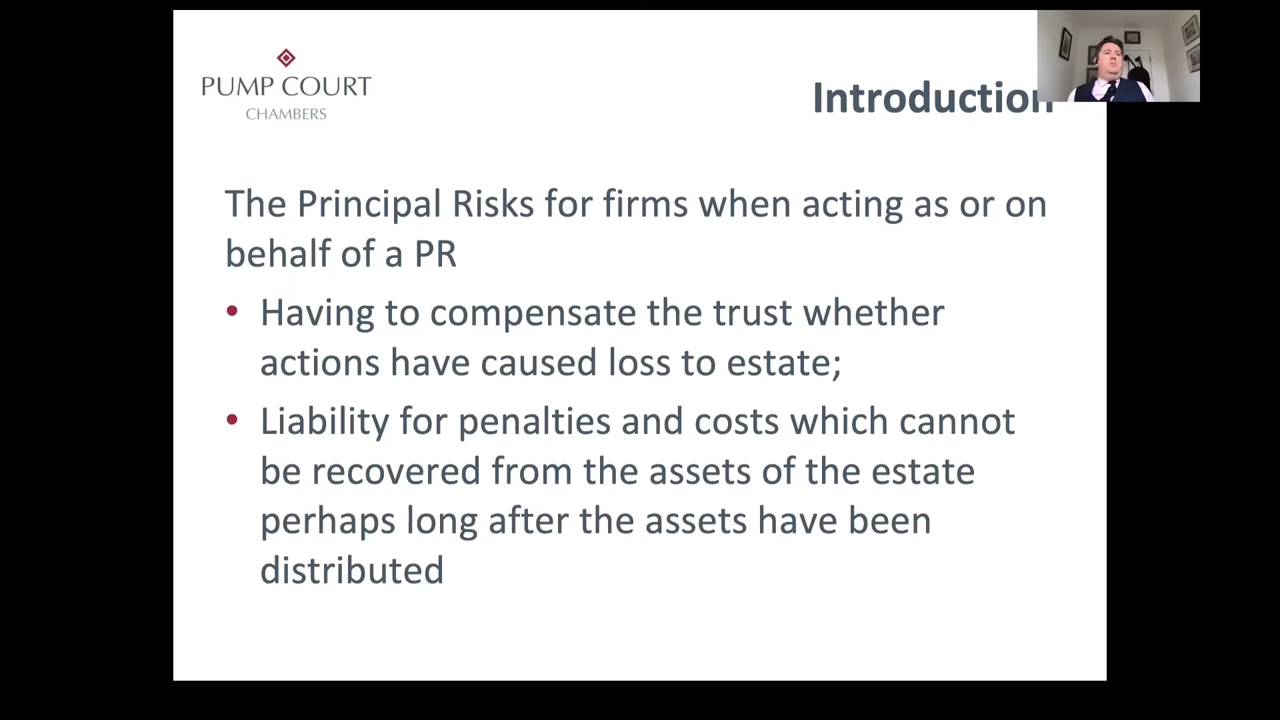 PUMP COURT
CHAMBERS
Introduction
The Principal Risks for firms when acting as or on
behalf of a PR
• Having to compensate the trust whether
actions have caused loss to estate;
• Liability for penalties and costs which cannot
be recovered from the assets of the estate
perhaps long after the assets have been
distributed